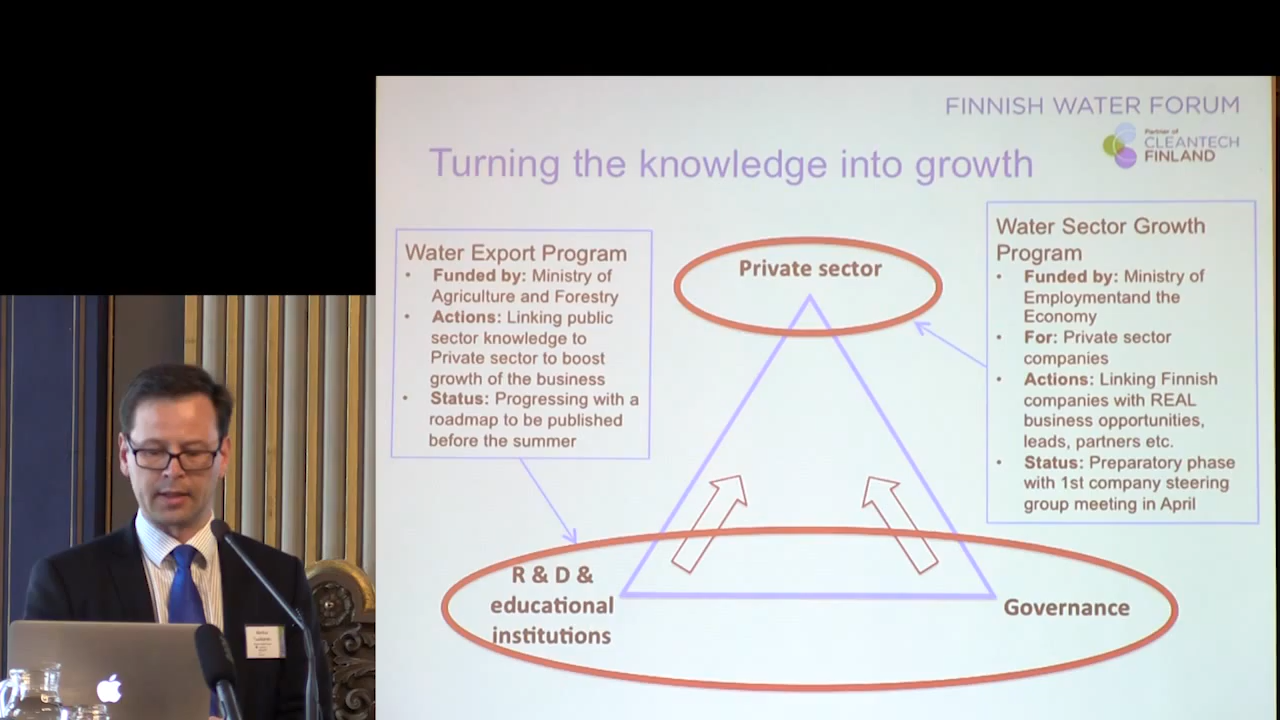 FINNISH WATER FORUM
Partner of
CLEANTECH
FINLAND
Turning the knowledge into growth
Water Export Program
• Funded by: Ministry of
Agriculture and Forestry
• Actions: Linking public
sector knowledge to
Private sector to boost
growth of the business
• Status: Progressing with a
roadmap to be published
before the summer
Private sector
Water Sector Growth
Program
• Funded by: Ministry of
Employmentand the
Economy
• For: Private sector
companies
• Actions: Linking Finnish
companies with REAL
business opportunities,
leads, partners etc.
• Status: Preparatory phase
with 1st company steering
group meeting in April
R & D &
educational
institutions
Governance